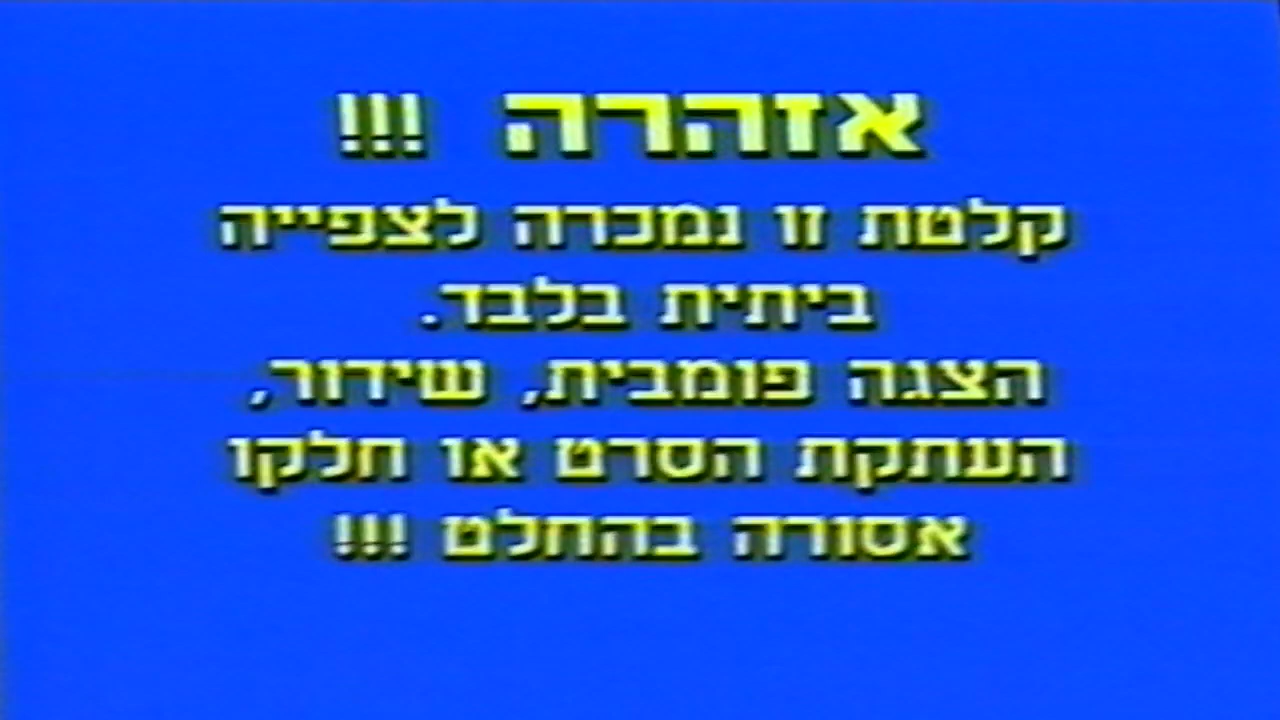 אזהרה !!!
קלטת זו נמכרה לצפייה
ביתית בלבד.
הצגה פומבית, שידור,
העתקת הסרט או חלקו
אסורה בהחלט !!!